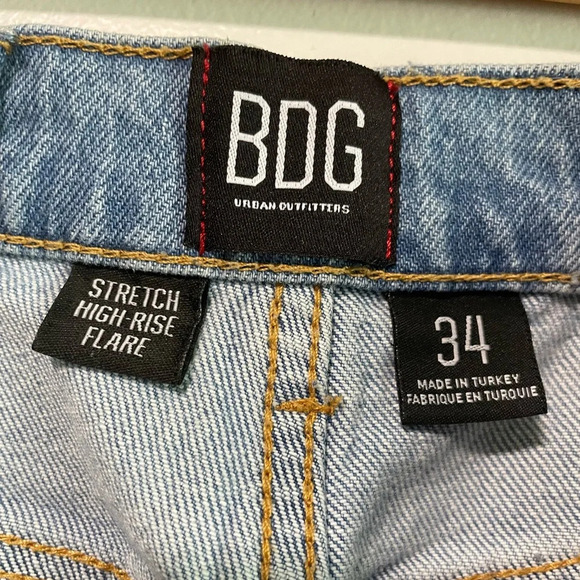 BDG
URBAN OUTFITTERS
STRETCH
HIGH-RISE
FLARE
34
MADE IN TURKEY
FABRIQUE EN TURQUIE